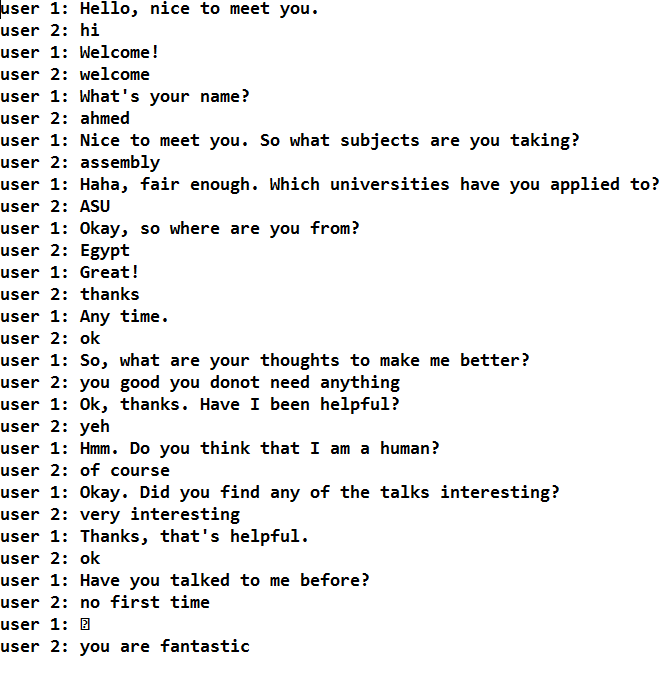 user 1: Hello, nice to meet you.
user 2: hi
user 1: Welcome!
user 2: welcome
user 1: What's your name?
user 2: ahmed
user 1: Nice to meet you. So what subjects are you taking?
user 2: assembly
user 1: Haha, fair enough. Which universities have you applied to?
user 2: ASU
user 1: Okay, so where are you from?
user 2: Egypt
user 1: Great!
user 2: thanks
user 1: Any time.
user 2: ok
user 1: So, what are your thoughts to make me better?
user 2: you good you donot need anything
user 1: Ok, thanks. Have I been helpful?
user 2: yeh
user 1: Hmm. Do you think that I am a human?
user 2: of course
user 1: Okay. Did you find any of the talks interesting?
user 2: very interesting
user 1: Thanks, that's helpful.
user 2: ok
user 1: Have you talked to me before?
user 2: no first time
user 1:
user 2: you are fantastic